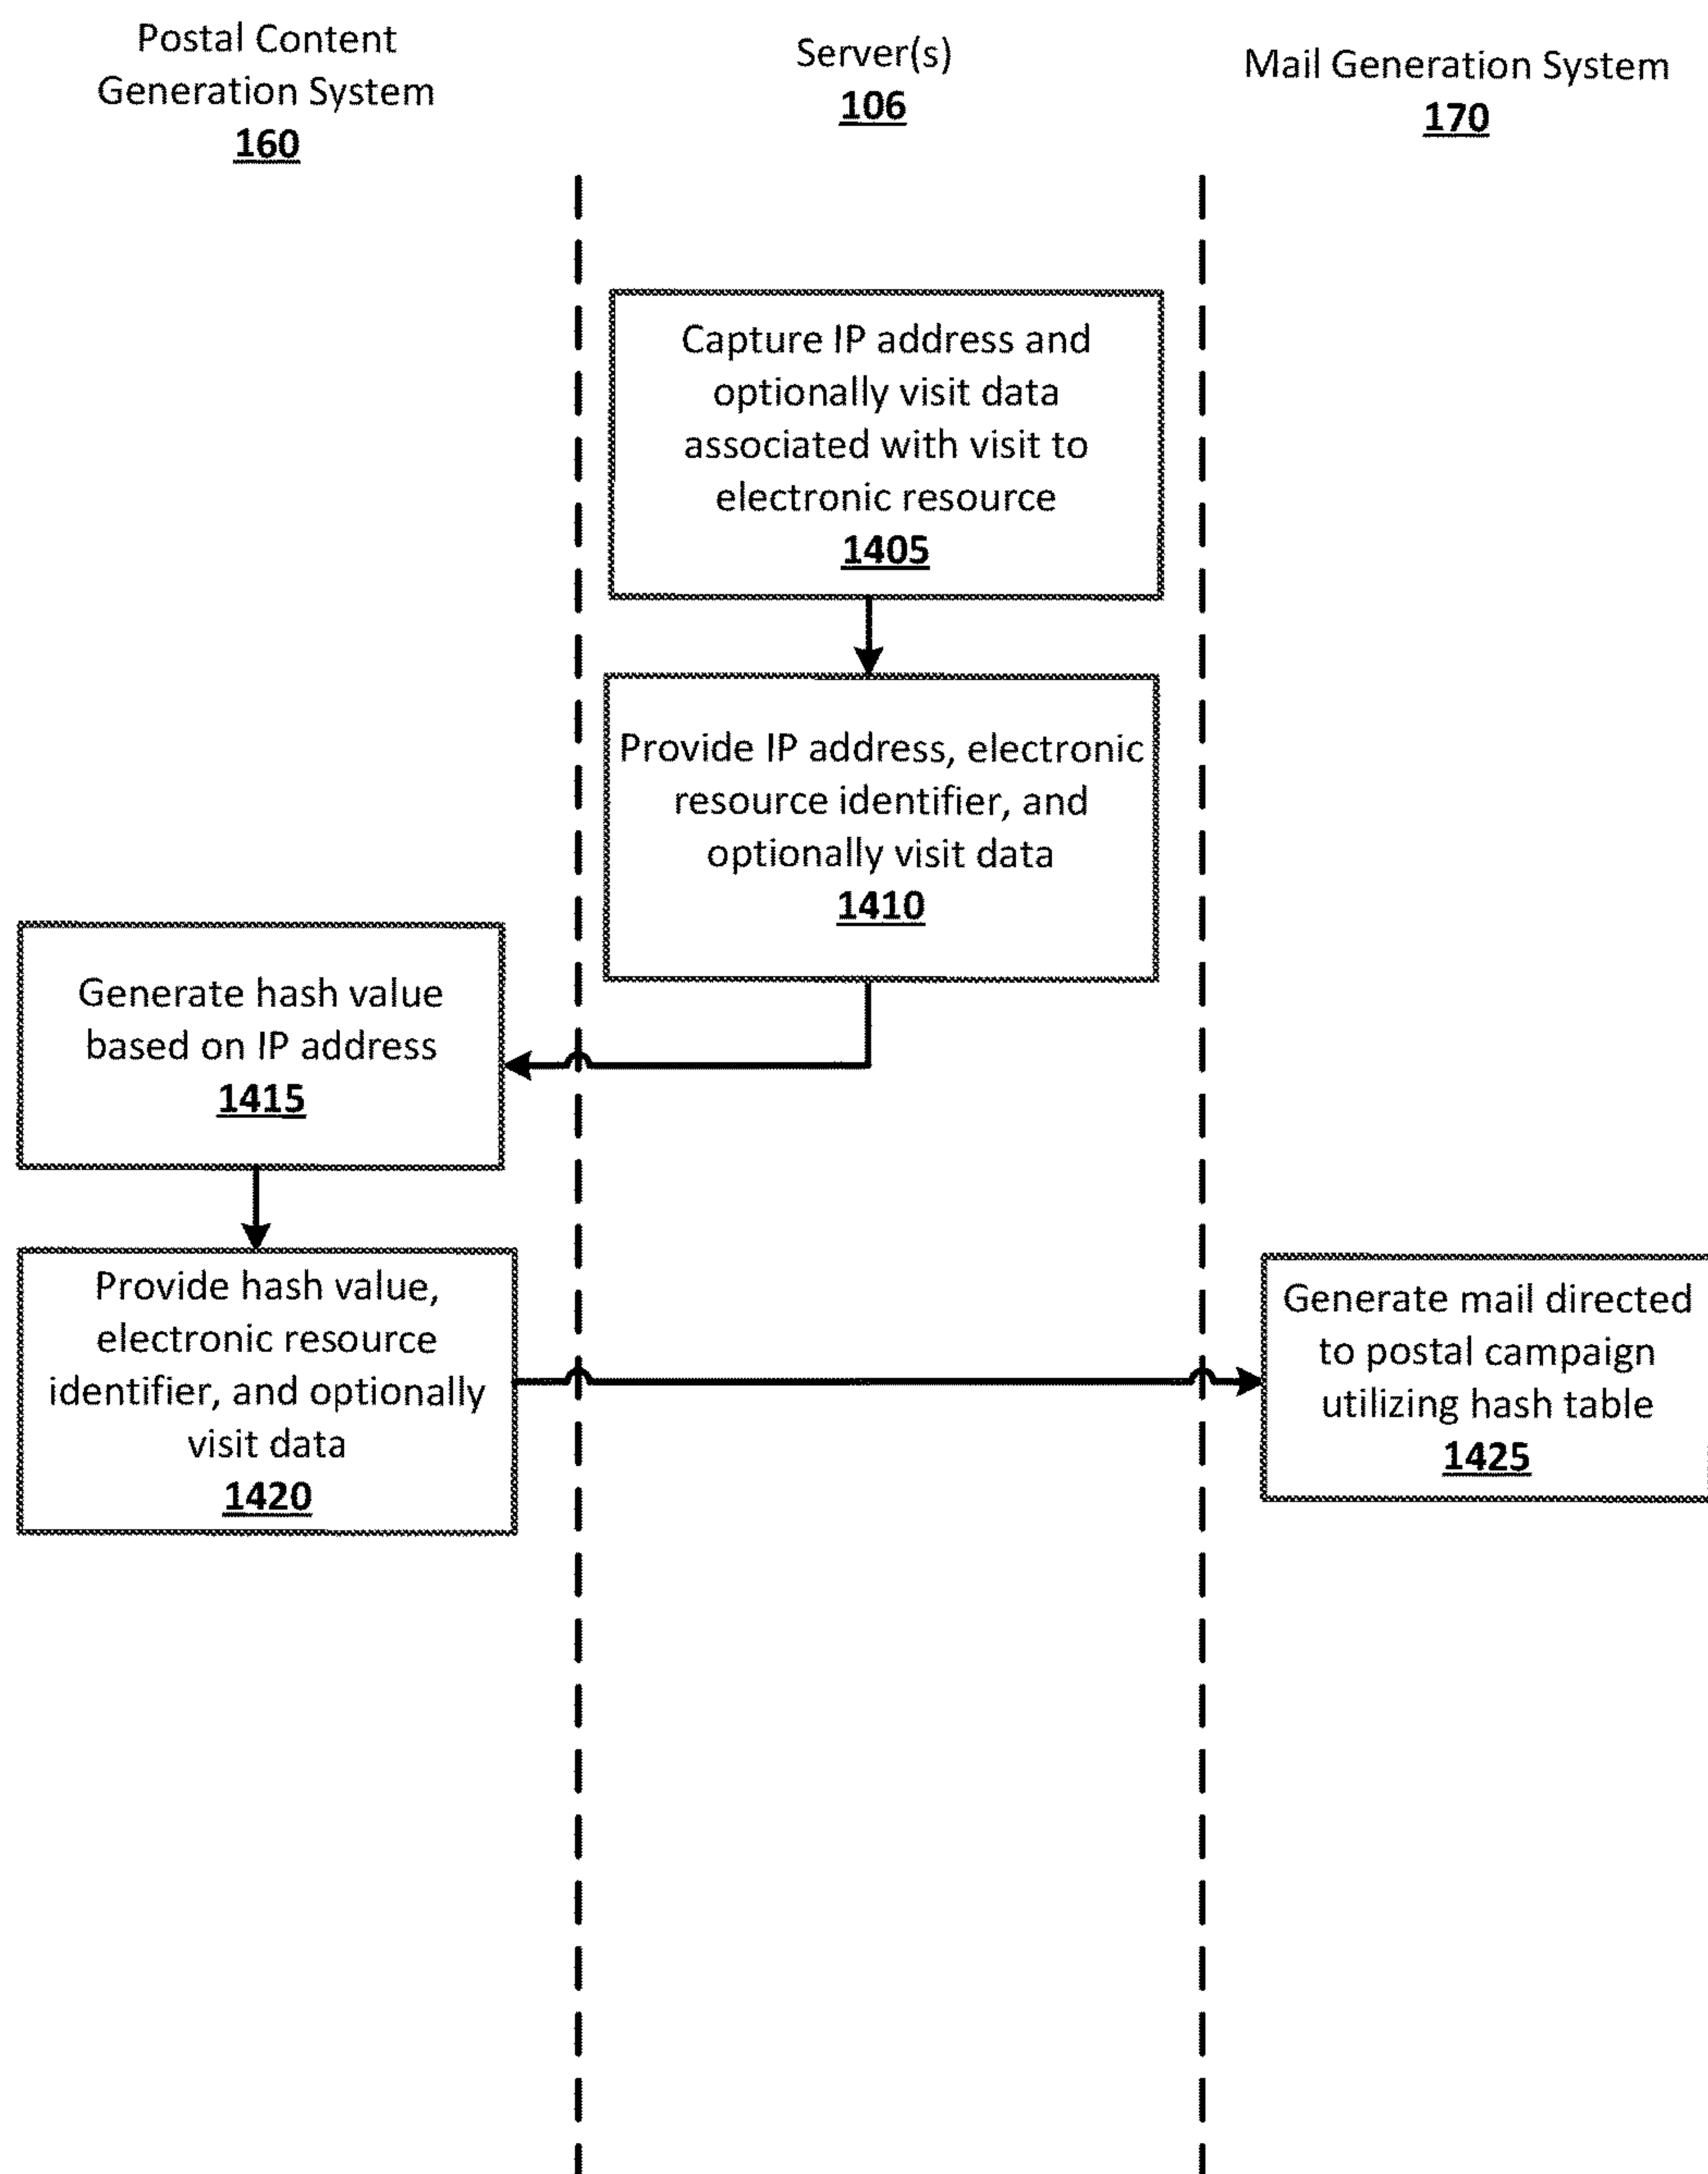 Postal Content
Generation System
160
Server(s)
106
Mail Generation System
170
Capture IP address and
optionally visit data
associated with visit to
electronic resource
1405
Provide IP address, electronic
resource identifier, and
optionally visit data
1410
Generate hash value
based on IP address
1415
Provide hash value,
electronic resource
identifier, and optionally
visit data
1420
Generate mail directed
to postal campaign
utilizing hash table
1425